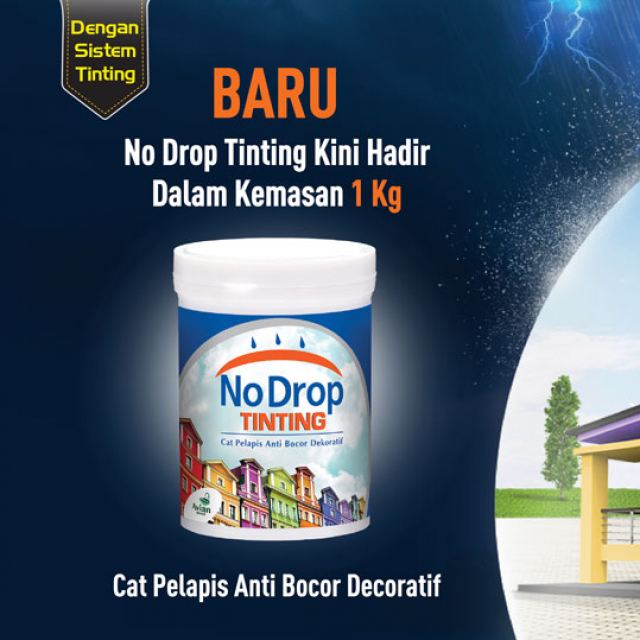 Dengan
Sistem
Tinting
BARU
No Drop Tinting Kini Hadir
Dalam Kemasan 1 Kg
No Drop
TINTING
Cat Pelapis Anti Bocor Dekoratif
Avian
Cat Pelapis Anti Bocor Decoratif